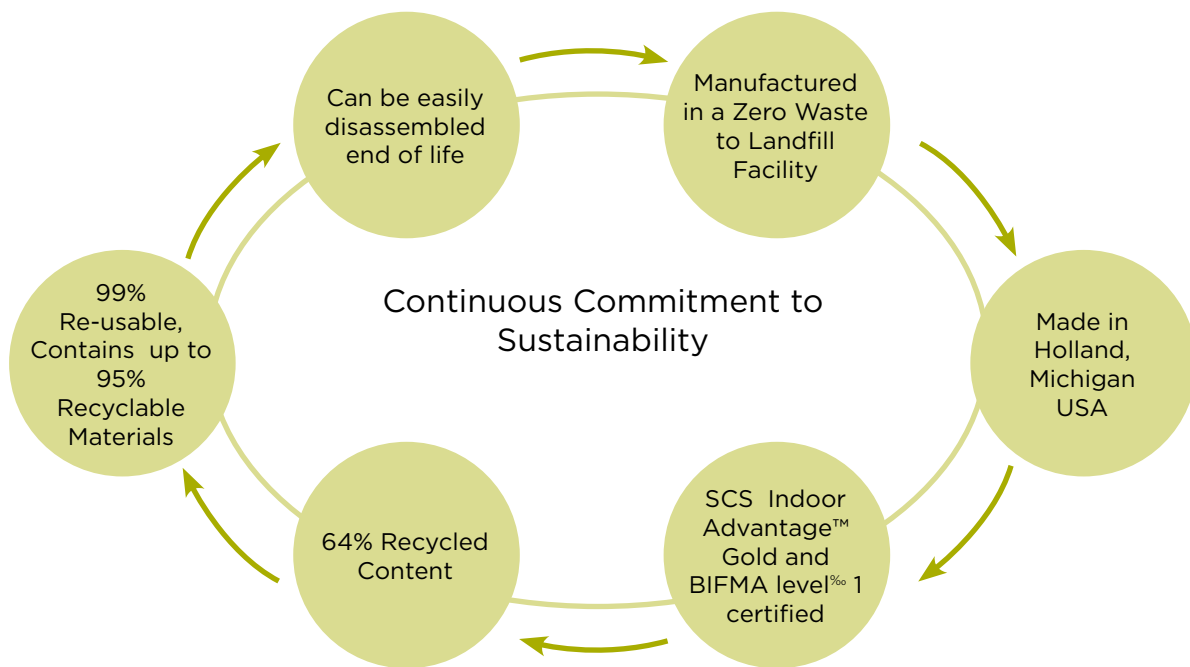 Can be easily
disassembled
end of life
Manufactured
in a Zero Waste
to Landfill
Facility
99%
Re-usable,
Contains up to
95%
Recyclable
Materials
Continuous Commitment to
Sustainability
Made in
Holland,
Michigan
USA
64% Recycled
Content
SCS Indoor
Advantage™
Gold and
BIFMA level‰ 1
certified